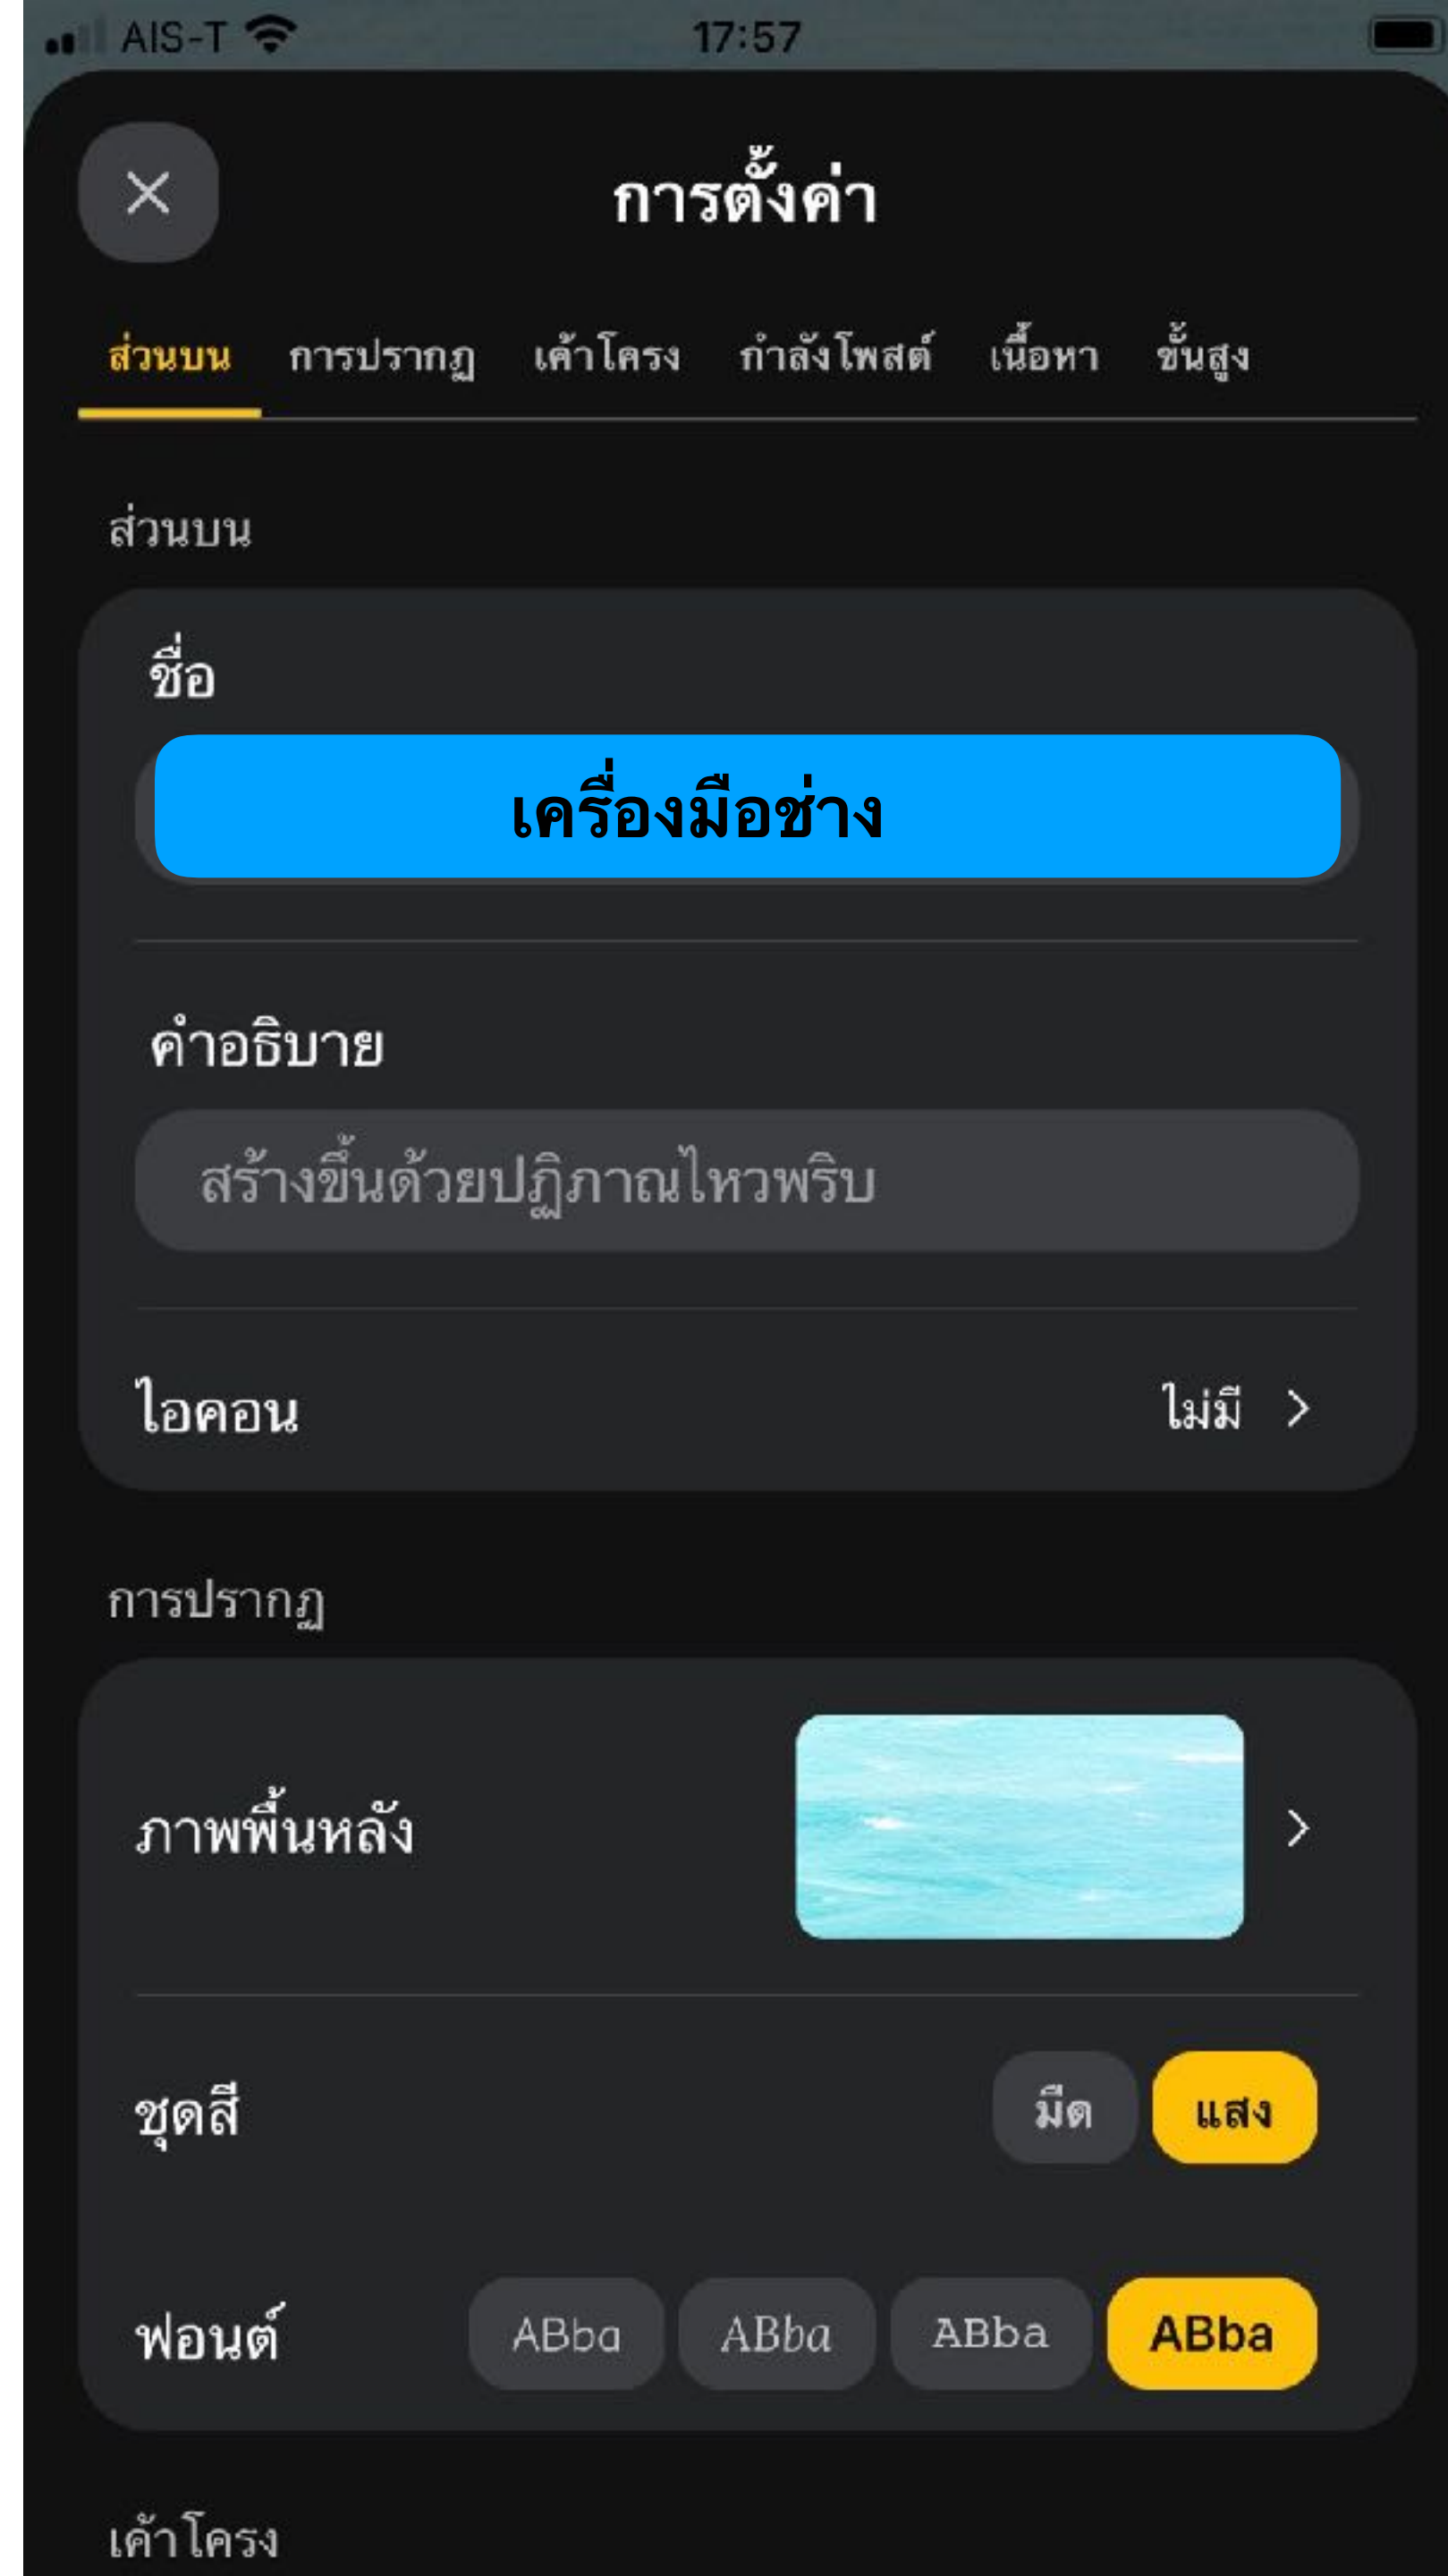 AIS-T 17:57
การตั้งค่า
ส่วนบน การปรากฏ เค้าโครง กำลังโพสต์ เนื้อหา ขั้นสูง
ส่วนบน
ชื่อ
เครื่องมือช่าง
คำอธิบาย
สร้างขึ้นด้วยปฏิภาณไหวพริบ
ไอคอน ไม่มี
การปรากฏ
ภาพพื้นหลัง
ชุดสี มืด แสง
ฟอนต์ ABba ABba ABba ABba
เค้าโครง